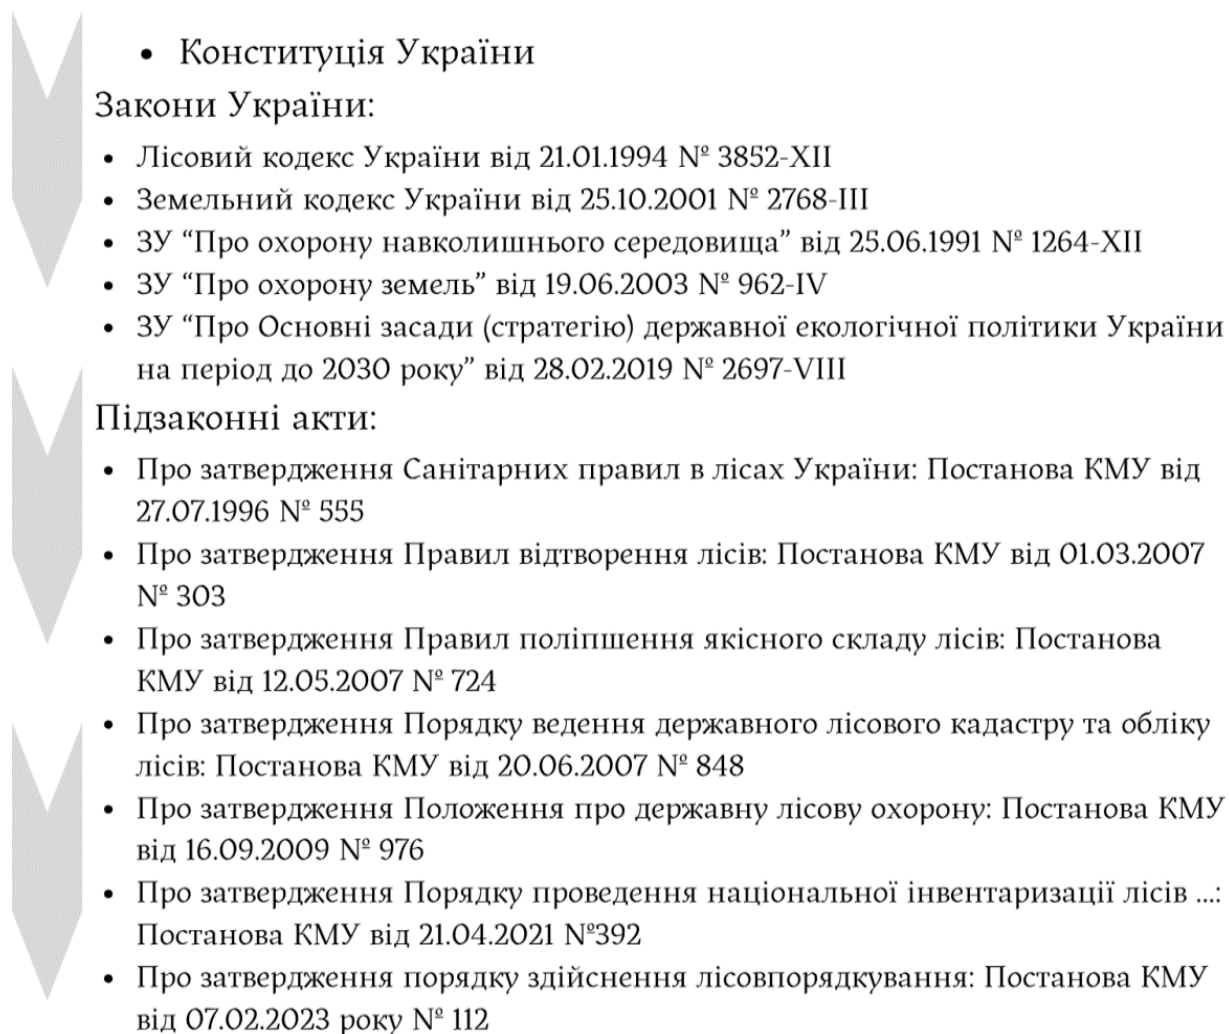 • Конституція України
Закони України:
• Лісовий кодекс України від 21.01.1994 № 3852-XII
• Земельний кодекс України від 25.10.2001 № 2768-III
• ЗУ “Про охорону навколишнього середовища” від 25.06.1991 № 1264-XII
• ЗУ “Про охорону земель” від 19.06.2003 № 962-IV
• ЗУ “Про Основні засади (стратегію) державної екологічної політики України
на період до 2030 року” від 28.02.2019 № 2697-VIII
Підзаконні акти:
• Про затвердження Санітарних правил в лісах України: Постанова КМУ від
27.07.1996 № 555
• Про затвердження Правил відтворення лісів: Постанова КМУ від 01.03.2007
№ 303
• Про затвердження Правил поліпшення якісного складу лісів: Постанова
КМУ від 12.05.2007 № 724
• Про затвердження Порядку ведення державного лісового кадастру та обліку
лісів: Постанова КМУ від 20.06.2007 № 848
• Про затвердження Положення про державну лісову охорону: Постанова КМУ
від 16.09.2009 № 976
• Про затвердження Порядку проведення національної інвентаризації лісів ...:
Постанова КМУ від 21.04.2021 №392
• Про затвердження порядку здійснення лісовпорядкування: Постанова КМУ
від 07.02.2023 року № 112